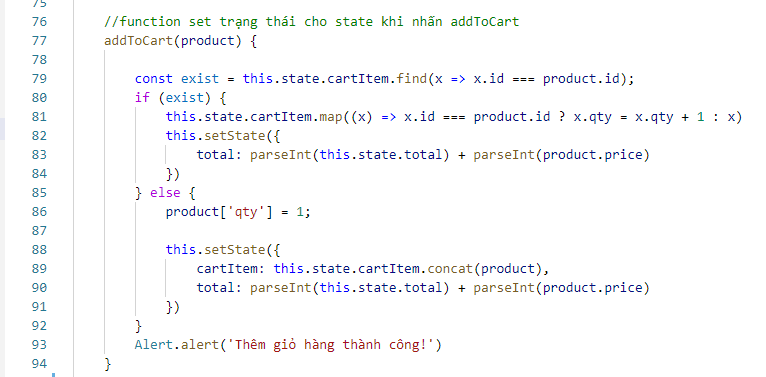 75
76 //function set trạng thái cho state khi nhấn addToCart
77 addToCart(product) {
78
79 const exist = this.state.cartItem.find(x => x.id === product.id);
80 if (exist) {
81 this.state.cartItem.map((x) => x.id === product.id ? x.qty = x.qty + 1 : x)
82 this.setState({
83 total: parseInt(this.state.total) + parseInt(product.price)
84 })
85 } else {
86 product['qty'] = 1;
87
88 this.setState({
89 cartItem: this.state.cartItem.concat(product),
90 total: parseInt(this.state.total) + parseInt(product.price)
91 })
92 }
93 Alert.alert('Thêm giỏ hàng thành công!')
94 }